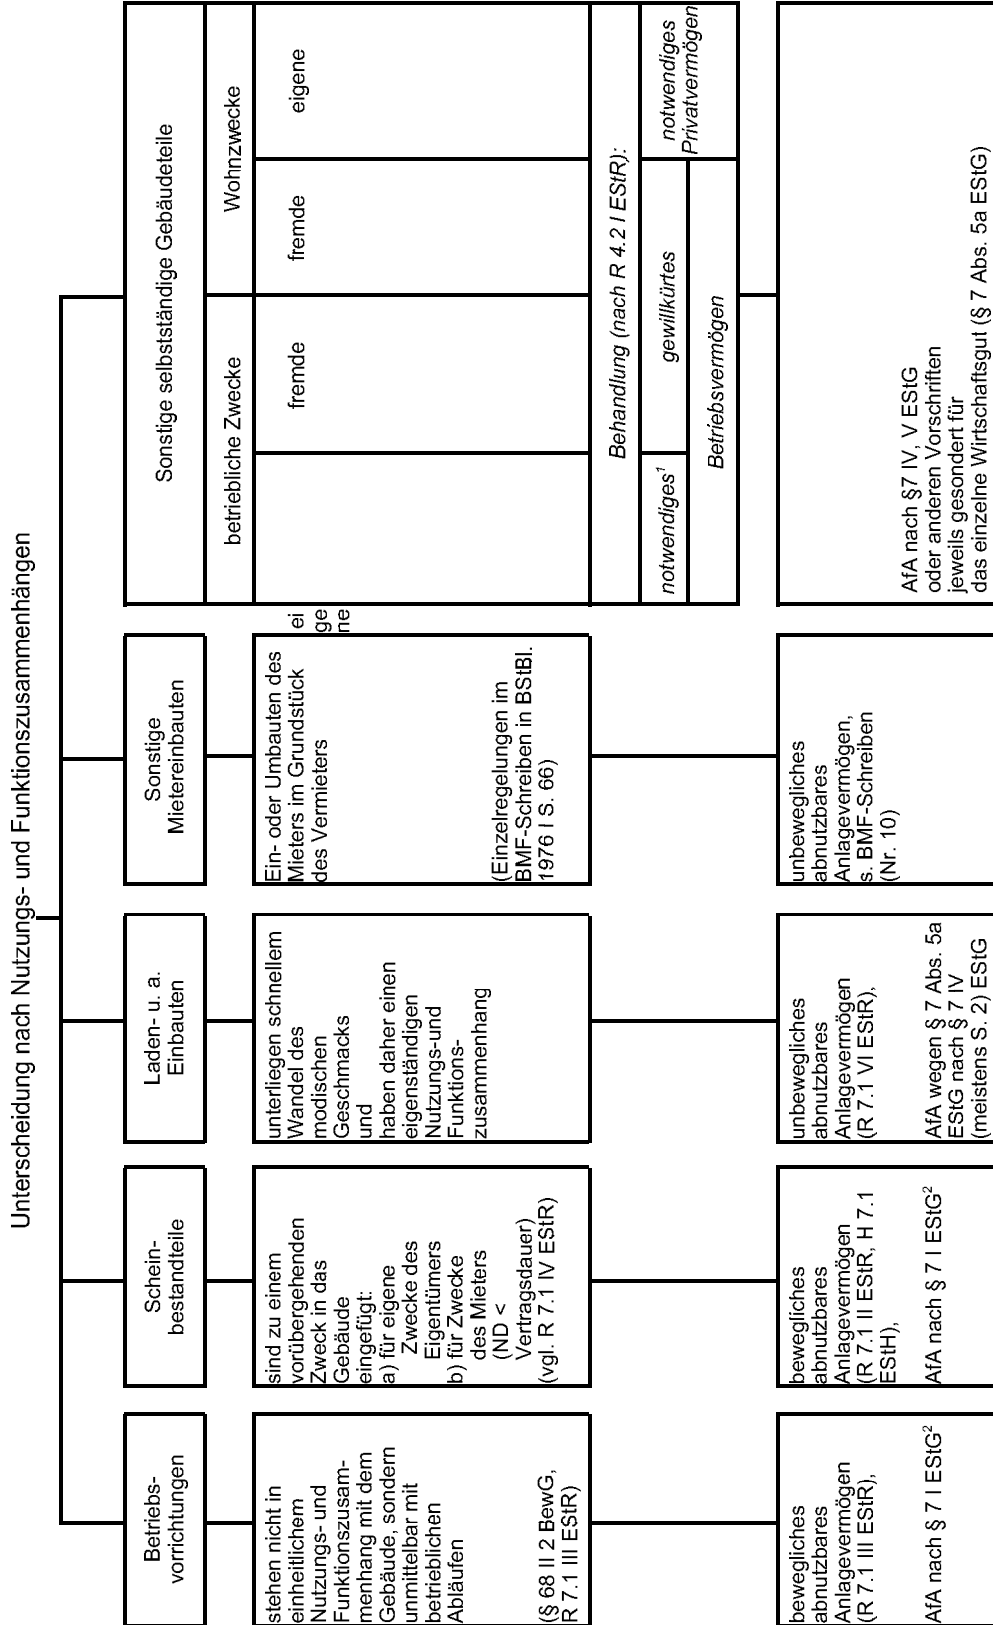 Unterscheidung nach Nutzungs- und Funktionszusammenhängen
Betriebs-
vorrichtungen
stehen nicht in
einheitlichem
Nutzungs- und
Funktionszusam-
menhang mit dem
Gebäude, sondern
unmittelbar mit
betrieblichen
Abläufen
(§ 68 II 2 BewG,
R 7.1 III EStR)
bewegliches
abnutzbares
Anlagevermögen
(R 7.1 III EStR),
AfA nach § 7 I EStG²
Schein-
bestandteile
sind zu einem
vorübergehenden
Zweck in das
Gebäude
eingefügt:
a) für eigene
Zwecke des
Eigentümers
b) für Zwecke
des Mieters
(ND <
Vertragsdauer)
(vgl. R 7.1 IV EStR)
bewegliches
abnutzbares
Anlagevermögen
(R 7.1 II EStR, H 7.1
EStH),
AfA nach § 7 I EStG²
Laden- u. a.
Einbauten
unterliegen schnellem
Wandel des
modischen
Geschmacks
und
haben daher einen
eigenständigen
Nutzungs-und
Funktions-
zusammenhang
unbewegliches
abnutzbares
Anlagevermögen
(R 7.1 VI EStR),
AfA wegen § 7 Abs. 5a
EStG nach § 7 IV
(meistens S. 2) EStG
Sonstige
Mietereinbauten
Ein- oder Umbauten des
Mieters im Grundstück
des Vermieters
(Einzelregelungen im
BMF-Schreiben in BStBl.
1976 I S. 66)
unbewegliches
abnutzbares
Anlagevermögen,
s. BMF-Schreiben
(Nr. 10)
Sonstige selbstständige Gebäudeteile
betriebliche Zwecke
Wohnzwecke
ei
ge
ne
fremde
fremde
eigene
Behandlung (nach R 4.2 I EStR):
notwendiges¹
gewillkürtes
notwendiges
Privatvermögen
Betriebsvermögen
AfA nach §7 IV, V EStG
oder anderen Vorschriften
jeweils gesondert für
das einzelne Wirtschaftsgut (§ 7 Abs. 5a EStG)